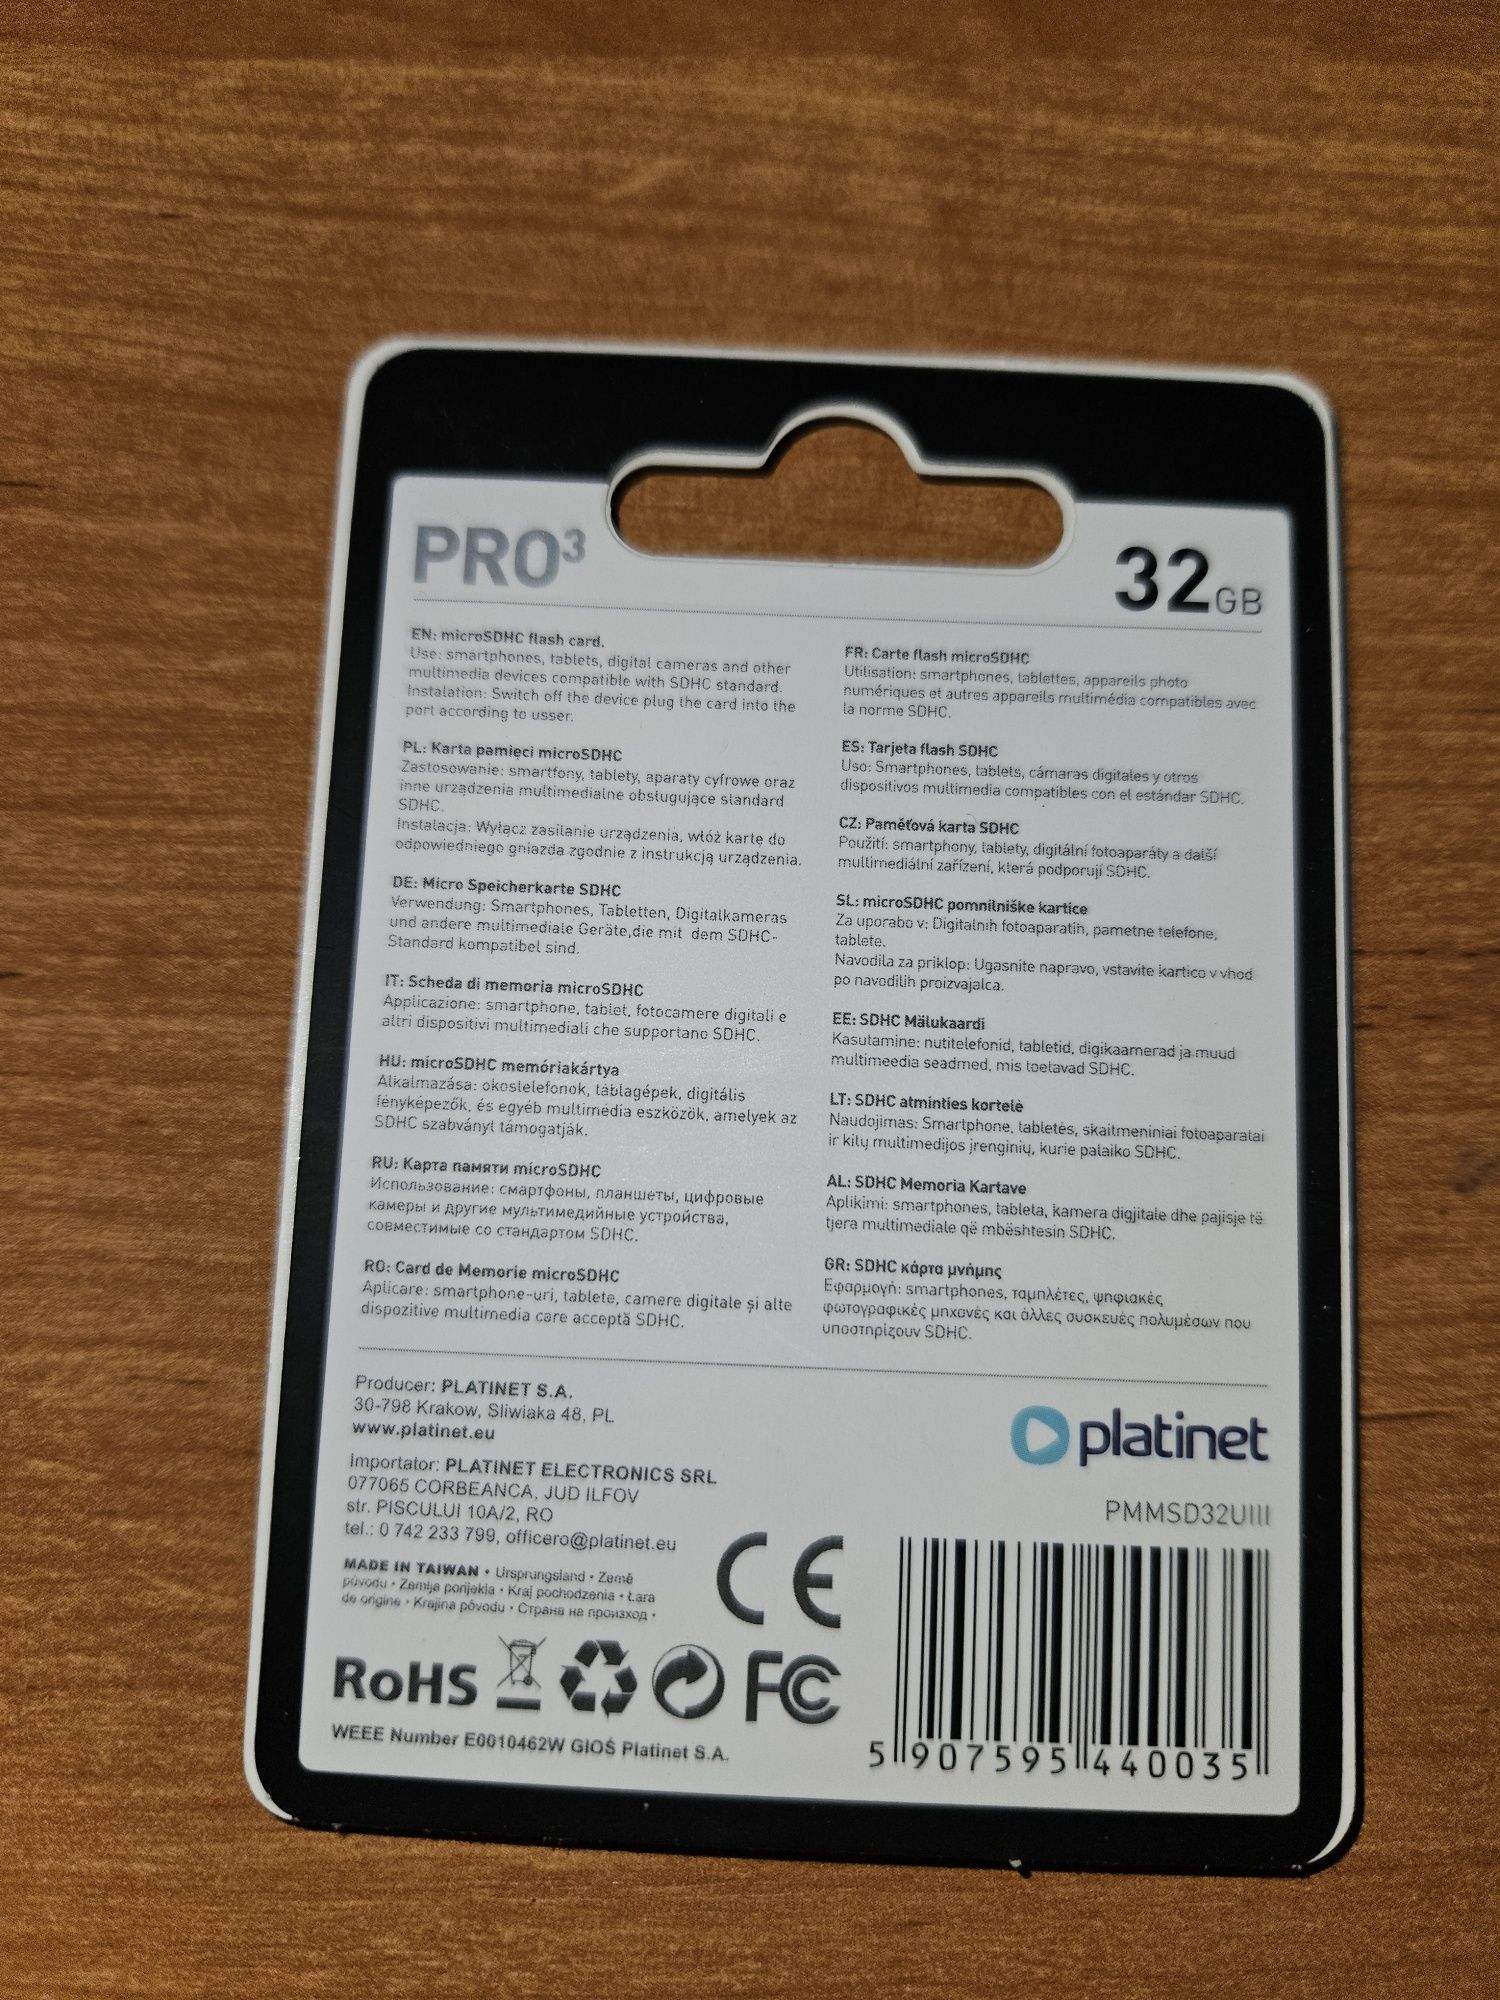 PRO³
32GB
EN: microSDHC flash card.
Use: smartphones, tablets, digital cameras and other
multimedia devices compatible with SDHC standard.
Instalation: Switch off the device plug the card into the
port according to usser.
PL: Karta pamięci microSDHC
Zastosowanie: smartfony, tablety, aparaty cyfrowe oraz
inne urządzenia multimedialne obsługujące standard
SDHC.
Instalacja: Wyłącz zasilanie urządzenia, włóż kartę do
odpowiedniego gniazda zgodnie z instrukcją urządzenia.
DE: Micro Speicherkarte SDHC
Verwendung: Smartphones, Tabletten, Digitalkameras
und andere multimediale Geräte,die mit dem SDHC-
Standard kompatibel sind.
IT: Scheda di memoria microSDHC
Applicazione: smartphone, tablet, fotocamere digitali e
altri dispositivi multimediali che supportano SDHC.
HU: microSDHC memóriakártya
Alkalmazása: okostelefonok, táblagépek, digitális
fényképezők, és egyéb multimédia eszközök, amelyek az
SDHC szabványt támogatják.
RU: Карта памяти microSDHC
Использование: смартфоны, планшеты, цифровые
камеры и другие мультимедийные устройства,
совместимые со стандартом SDHC.
RO: Card de Memorie microSDHC
Aplicare: smartphone-uri, tablete, camere digitale și alte
dispozitive multimedia care acceptă SDHC.
FR: Carte flash microSDHC
Utilisation: smartphones, tablettes, appareils photo
numériques et autres appareils multimédia compatibles avec
la norme SDHC.
ES: Tarjeta flash SDHC
Uso: Smartphones, tablets, cámaras digitales y otros
dispositivos multimedia compatibles con el estándar SDHC.
CZ: Paměťová karta SDHC
Použití: smartphony, tablety, digitální fotoaparáty a další
multimediální zařízení, která podporují SDHC.
SL: microSDHC pomnilniške kartice
Za uporabo v: Digitalnih fotoaparatih, pametne telefone,
tablete.
Navodila za priklop: Ugasnite napravo, vstavite kartico v vhod
po navodilih proizvajalca.
EE: SDHC Mälukaardi
Kasutamine: nutitelefonid, tabletid, digikaamerad ja muud
multimeedia seadmed, mis toetavad SDHC.
LT: SDHC atminties kortelė
Naudojimas: Smartphone, tabletės, skaitmeniniai fotoaparatai
ir kitų multimedijos įrenginių, kurie palaiko SDHC.
AL: SDHC Memoria Kartave
Aplikimi: smartphones, tableta, kamera digjitale dhe pajisje të
tjera multimediale që mbështesin SDHC.
GR: SDHC κάρτα μνήμης
Εφαρμογή: smartphones, ταμπλέτες, ψηφιακές
φωτογραφικές μηχανές και άλλες συσκευές πολυμέσων που
υποστηρίζουν SDHC.
Producer: PLATINET S.A.
30-798 Krakow, Sliwiaka 48, PL
www.platinet.eu
Importator: PLATINET ELECTRONICS SRL
077065 CORBEANCA, JUD ILFOV
str. PISCULUI 10A/2, RO
tel.: 0 742 233 799, officero@platinet.eu
MADE IN TAIWAN • Ursprungsland • Země
původu • Zemlja porijekla • Kraj pochodzenia • Łara
de origine • Krajina pôvodu • Страна на произход •
CE
RoHS
FC
WEEE Number E0010462W GIOŚ Platinet S.A.
platinet
PMMSD32UIII
5 907595 440035